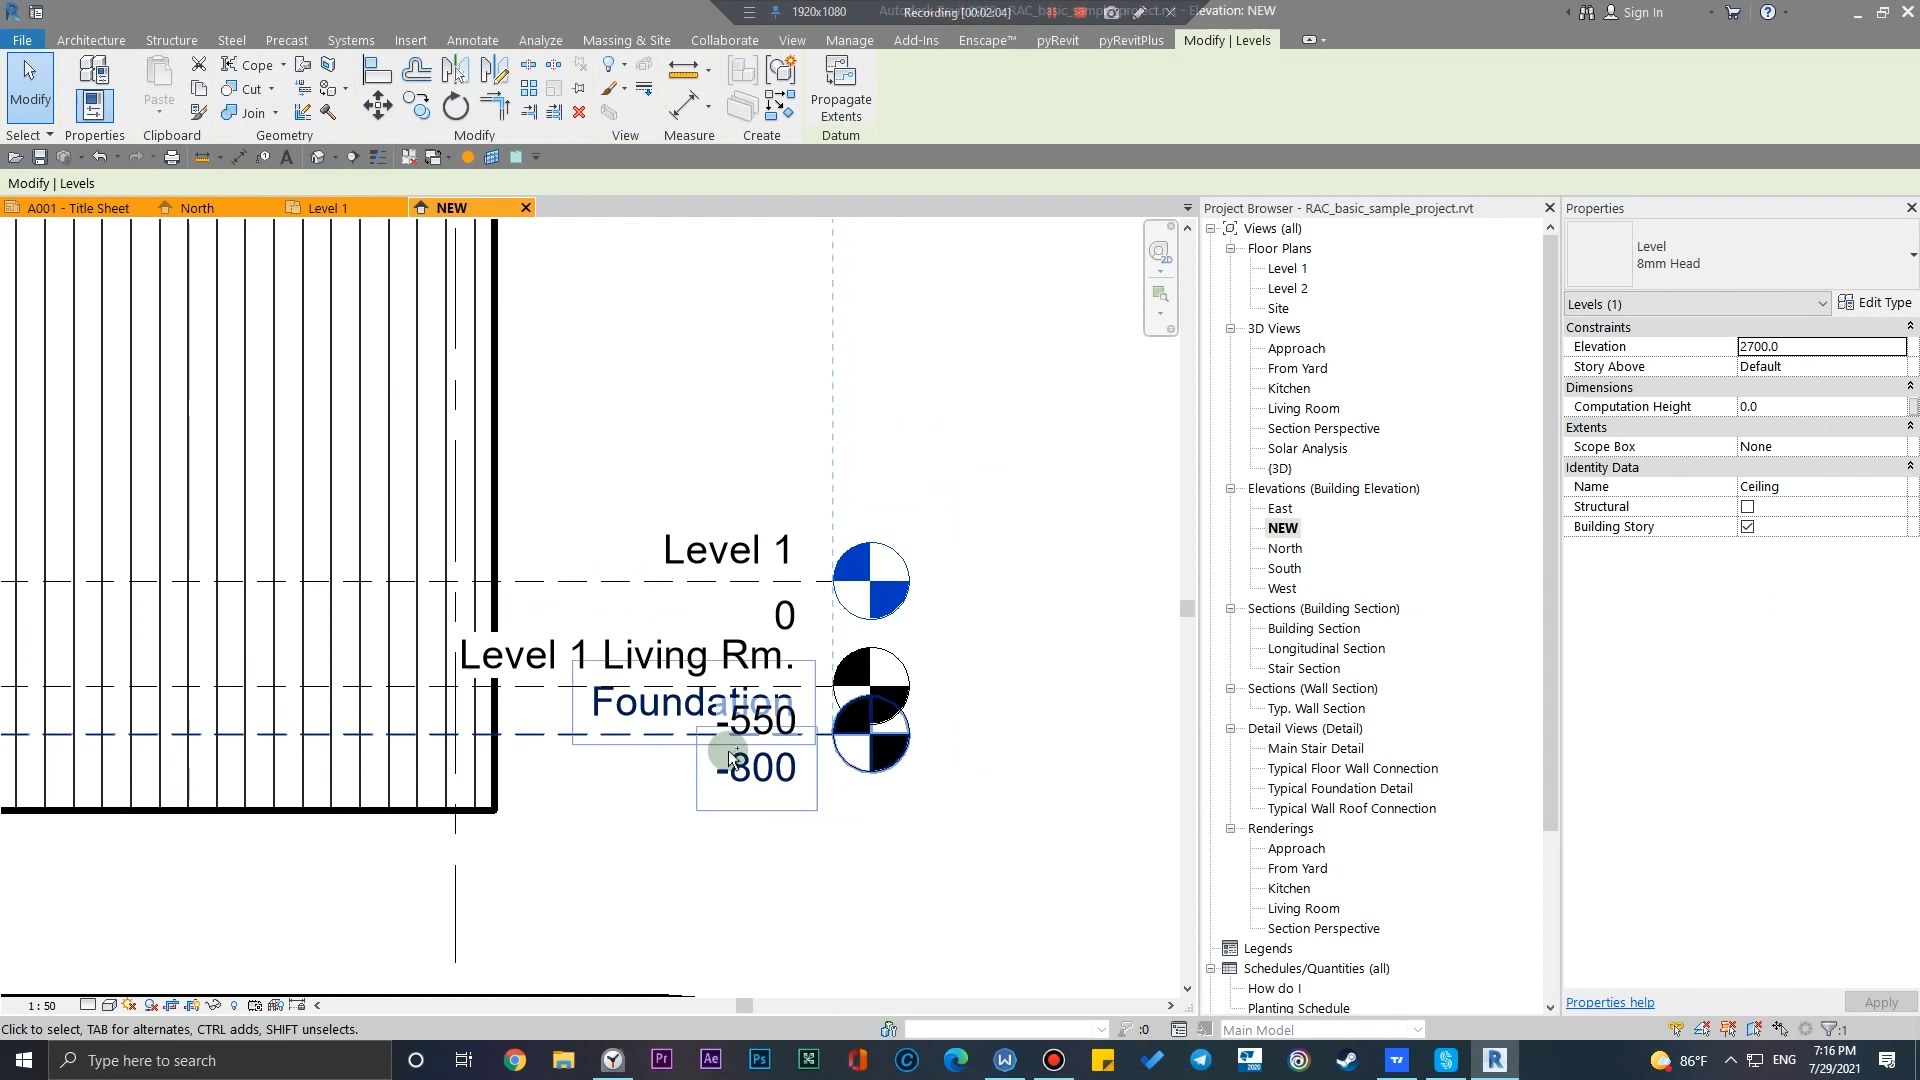 1920x1080
Recording [00:02:04]
Elevation: NEW
Sign In
File
Architecture
Structure
Steel
Precast
Systems
Insert
Annotate
Analyze
Massing & Site
Collaborate
View
Manage
Add-Ins
Enscape™
pyRevit
pyRevitPlus
Modify | Levels
Modify
Paste
Cope
Cut
Join
Propagate
Extents
Select
Properties
Clipboard
Geometry
Modify
View
Measure
Create
Datum
Modify | Levels
A001 - Title Sheet
North
Level 1
NEW
Level 1
0
Level 1 Living Rm.
Foundation
-550
-800
Project Browser - RAC_basic_sample_project.rvt
Views (all)
Floor Plans
Level 1
Level 2
Site
3D Views
Approach
From Yard
Kitchen
Living Room
Section Perspective
Solar Analysis
{3D}
Elevations (Building Elevation)
East
NEW
North
South
West
Sections (Building Section)
Building Section
Longitudinal Section
Stair Section
Sections (Wall Section)
Typ. Wall Section
Detail Views (Detail)
Main Stair Detail
Typical Floor Wall Connection
Typical Foundation Detail
Typical Wall Roof Connection
Renderings
Approach
From Yard
Kitchen
Living Room
Section Perspective
Legends
Schedules/Quantities (all)
How do I
Planting Schedule
Properties
Level
8mm Head
Levels (1)
Edit Type
Constraints
Elevation 2700.0
Story Above Default
Dimensions
Computation Height 0.0
Extents
Scope Box None
Identity Data
Name Ceiling
Structural
Building Story
Properties help
Apply
1 : 50
Click to select, TAB for alternates, CTRL adds, SHIFT unselects.
:0
Main Model
:1
Type here to search
86°F
ENG
7:16 PM
7/29/2021